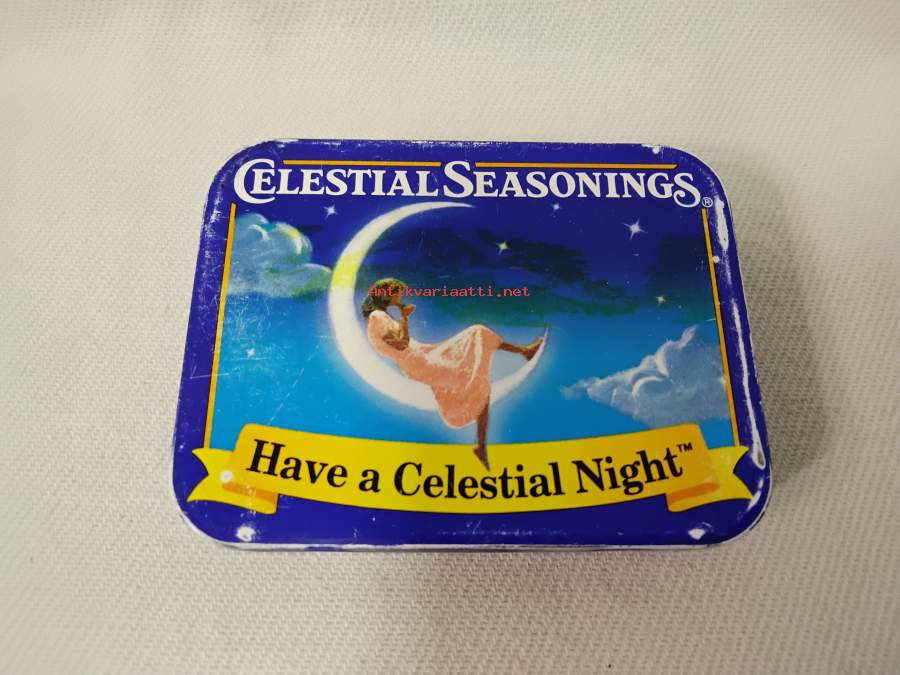 CELESTIAL SEASONINGS®
Antikvariaatti.net
Have a Celestial Night™